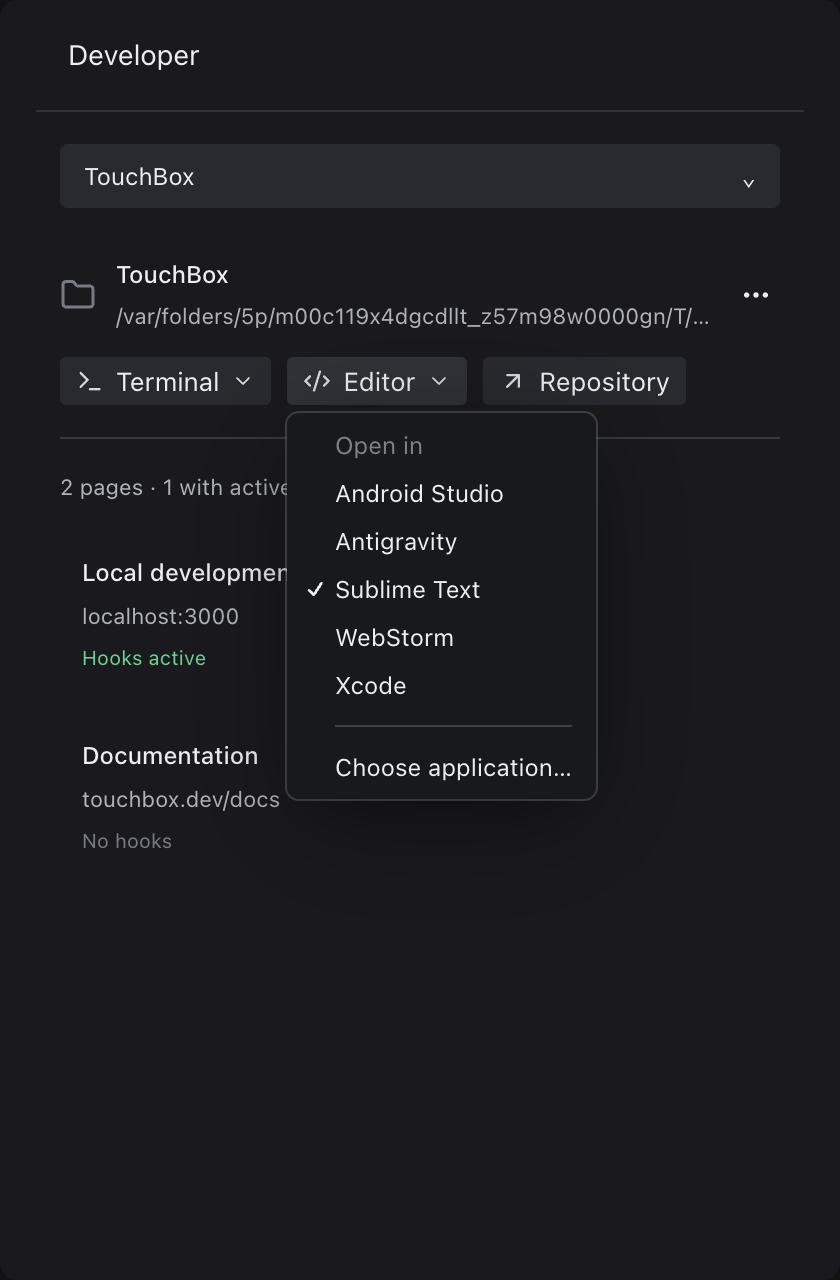 Developer
TouchBox
TouchBox
/var/folders/5p/m00c119x4dgcdllt_z57m98w0000gn/T/...
Terminal
Editor
Repository
Open in
Android Studio
Antigravity
Sublime Text
WebStorm
Xcode
Choose application...
2 pages · 1 with active
Local developmen
localhost:3000
Hooks active
Documentation
touchbox.dev/docs
No hooks